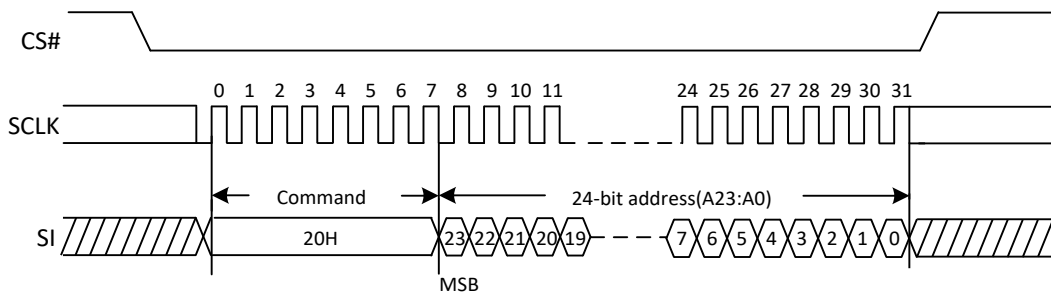 CS#
0 1 2 3 4 5 6 7 8 9 10 11 24 25 26 27 28 29 30 31
SCLK
Command 24-bit address(A23:A0)
SI 20H 23 22 21 20 19 7 6 5 4 3 2 1 0
MSB